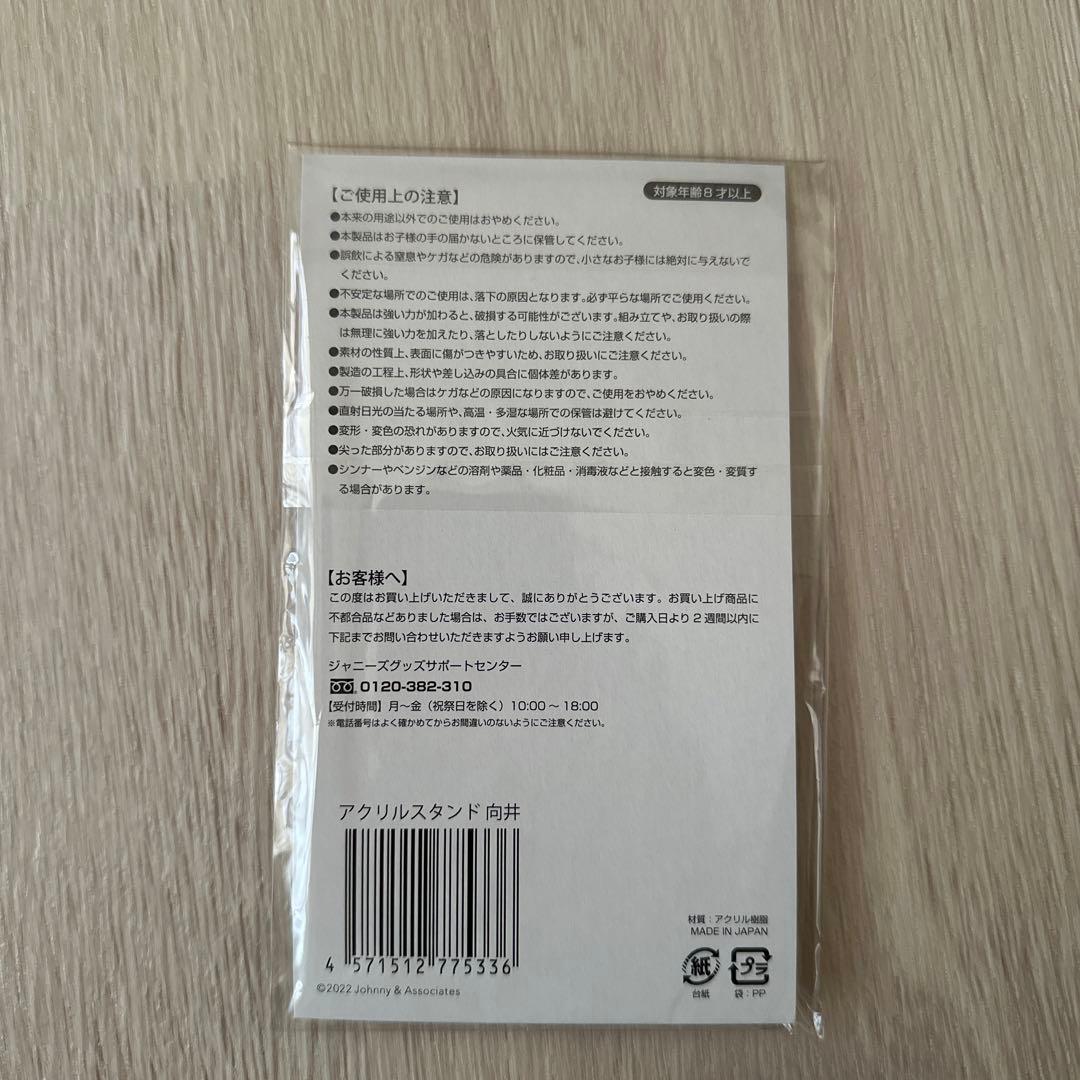 【ご使用上の注意】
対象年齢8才以上
●本来の用途以外でのご使用はおやめください。
●本製品はお子様の手の届かないところに保管してください。
●誤飲による窒息やケガなどの危険がありますので、小さなお子様には絶対に与えないで
ください。
●不安定な場所でのご使用は、落下の原因となります。必ず平らな場所でご使用ください。
●本製品は強い力が加わると、破損する可能性がございます。組み立てや、お取り扱いの際
は無理に強い力を加えたり、落としたりしないようにご注意ください。
●素材の性質上、表面に傷がつきやすいため、お取り扱いにご注意ください。
●製造の工程上、形状や差し込みの具合に個体差があります。
●万一破損した場合はケガなどの原因になりますので、ご使用をおやめください。
●直射日光の当たる場所や、高温・多湿な場所での保管は避けてください。
●変形・変色の恐れがありますので、火気に近づけないでください。
●尖った部分がありますので、お取り扱いにはご注意ください。
●シンナーやベンジンなどの溶剤や薬品・化粧品・消毒液などと接触すると変色・変質す
る場合があります。
【お客様へ】
この度はお買い上げいただきまして、誠にありがとうございます。お買い上げ商品に
不都合品などありました場合は、お手数ではございますが、ご購入日より2週間以内に
下記までお問い合わせいただきますようお願い申し上げます。
ジャニーズグッズサポートセンター
0120-382-310
【受付時間】月～金（祝祭日を除く）10:00～18:00
※電話番号はよく確かめてからお間違いのないようにご注意ください。
アクリルスタンド 向井
4 571512 775336
©2022 Johnny & Associates
材質：アクリル樹脂
MADE IN JAPAN
紙
プラ
台紙
袋：PP